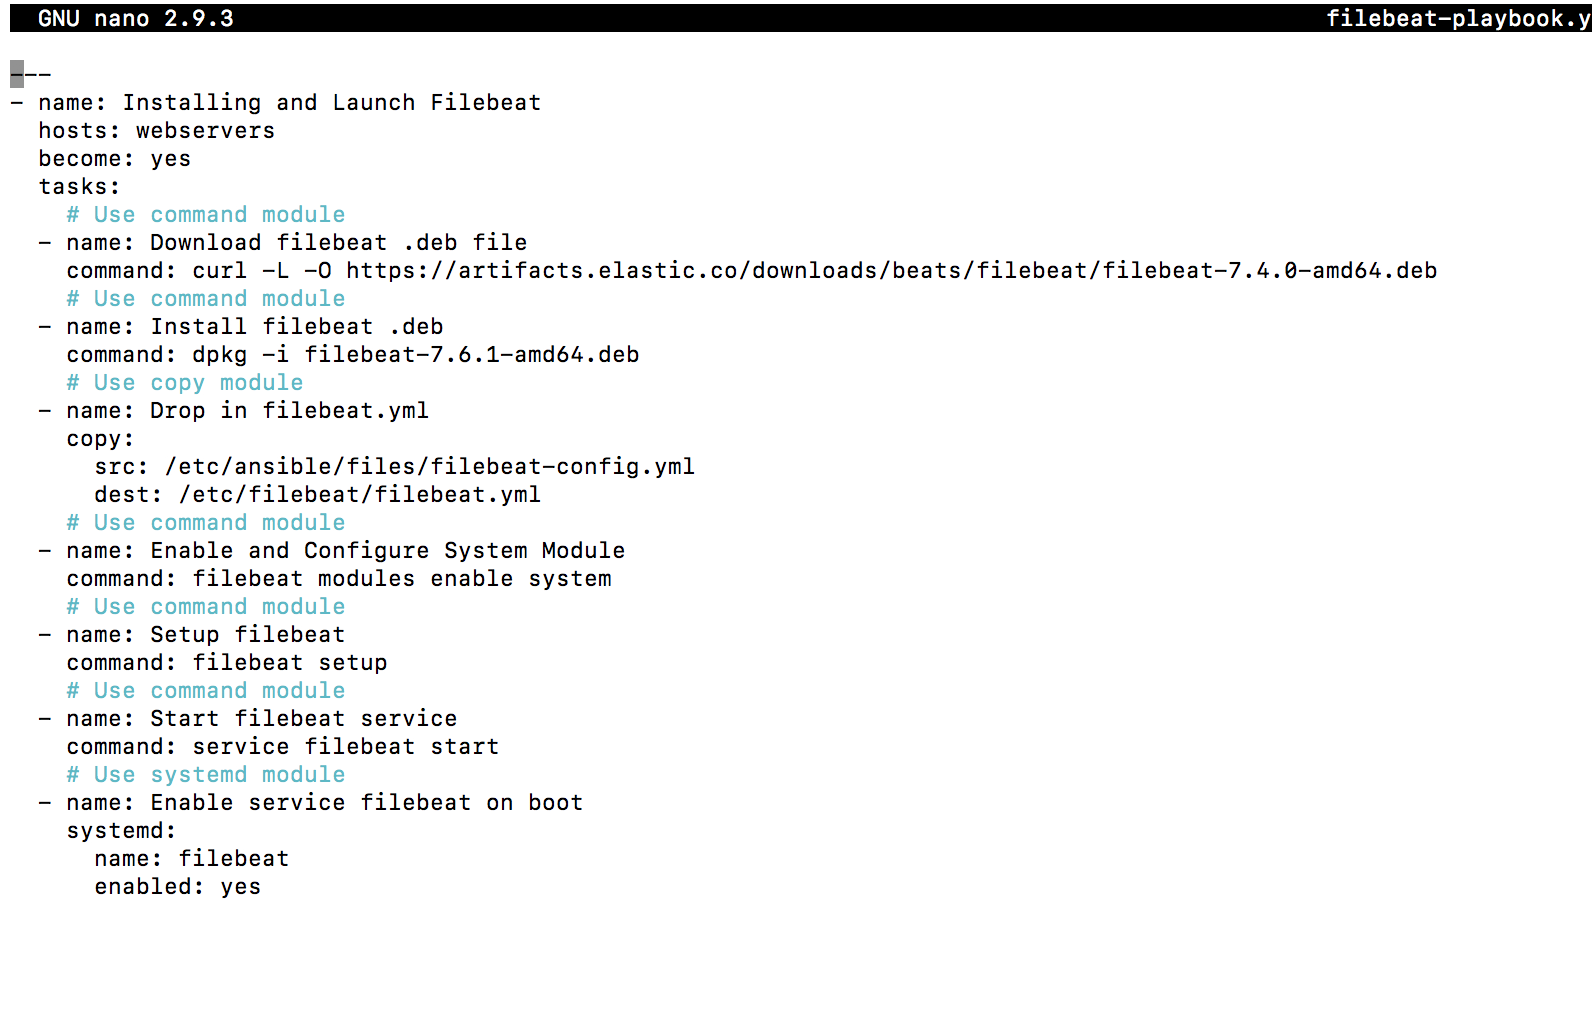 GNU nano 2.9.3 filebeat-playbook.y
---
- name: Installing and Launch Filebeat
  hosts: webservers
  become: yes
  tasks:
    # Use command module
  - name: Download filebeat .deb file
    command: curl -L -O https://artifacts.elastic.co/downloads/beats/filebeat/filebeat-7.4.0-amd64.deb
    # Use command module
  - name: Install filebeat .deb
    command: dpkg -i filebeat-7.6.1-amd64.deb
    # Use copy module
  - name: Drop in filebeat.yml
    copy:
      src: /etc/ansible/files/filebeat-config.yml
      dest: /etc/filebeat/filebeat.yml
    # Use command module
  - name: Enable and Configure System Module
    command: filebeat modules enable system
    # Use command module
  - name: Setup filebeat
    command: filebeat setup
    # Use command module
  - name: Start filebeat service
    command: service filebeat start
    # Use systemd module
  - name: Enable service filebeat on boot
    systemd:
      name: filebeat
      enabled: yes